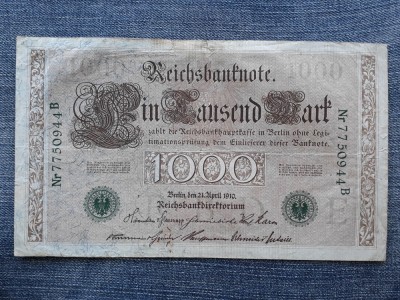 Reichsbanknote.
Ein Tausend Mark
zahlt die Reichsbankhauptkasse in Berlin ohne Legi-
timationsprüfung dem Einlieferer dieser Banknote.
1000
Berlin, den 21. April 1910.
Reichsbankdirektorium
Nr 7750944 B
Nr 7750944 B